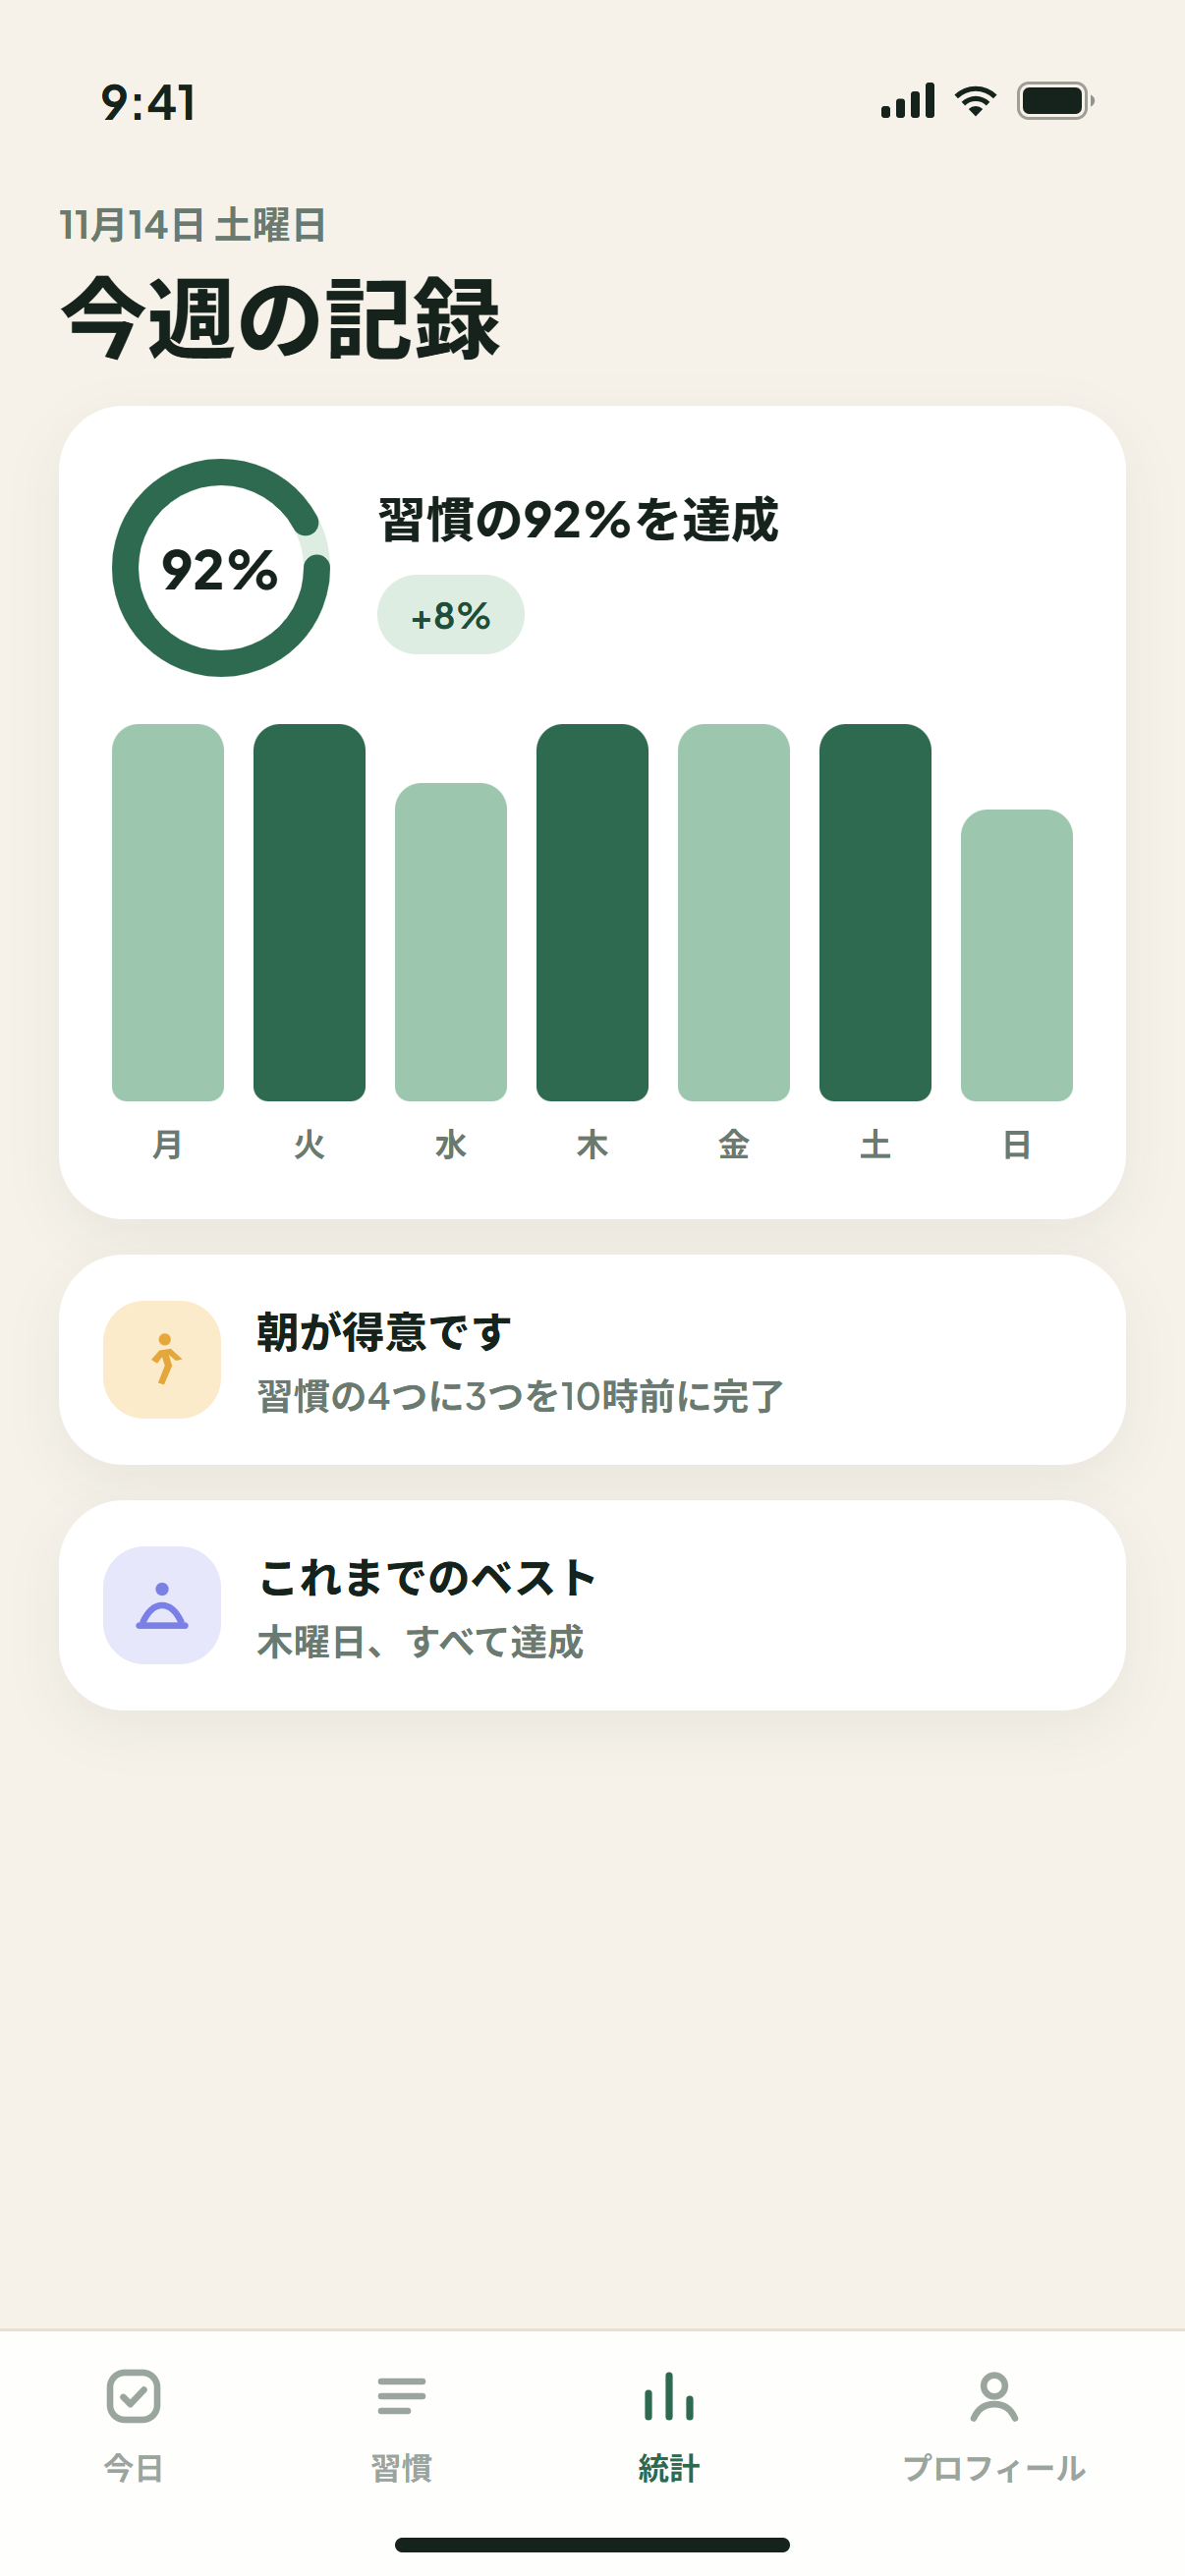 9:41
11月14日 土曜日
今週の記録
92%
習慣の92%を達成
+8%
月 火 水 木 金 土 日
朝が得意です
習慣の4つに3つを10時前に完了
これまでのベスト
木曜日、すべて達成
今日 習慣 統計 プロフィール